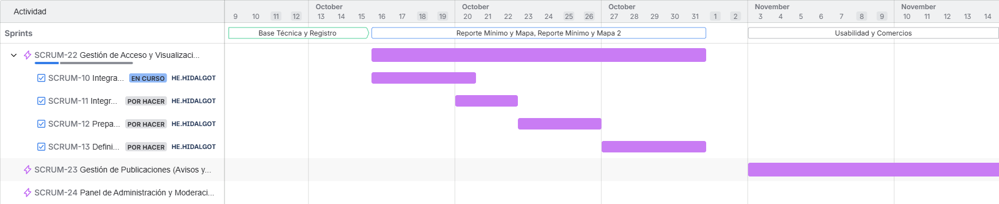 Actividad
October October October November November
9 10 11 12 13 14 15 16 17 18 19 20 21 22 23 24 25 26 27 28 29 30 31 1 2 3 4 5 6 7 8 9 10 11 12 13 14
Sprints Base Técnica y Registro Reporte Mínimo y Mapa, Reporte Mínimo y Mapa 2 Usabilidad y Comercios
SCRUM-22 Gestión de Acceso y Visualizaci...
SCRUM-10 Integra... EN CURSO HE.HIDALGOT
SCRUM-11 Integr... POR HACER HE.HIDALGOT
SCRUM-12 Prepa... POR HACER HE.HIDALGOT
SCRUM-13 Defini... POR HACER HE.HIDALGOT
SCRUM-23 Gestión de Publicaciones (Avisos y...
SCRUM-24 Panel de Administración y Moderaci...